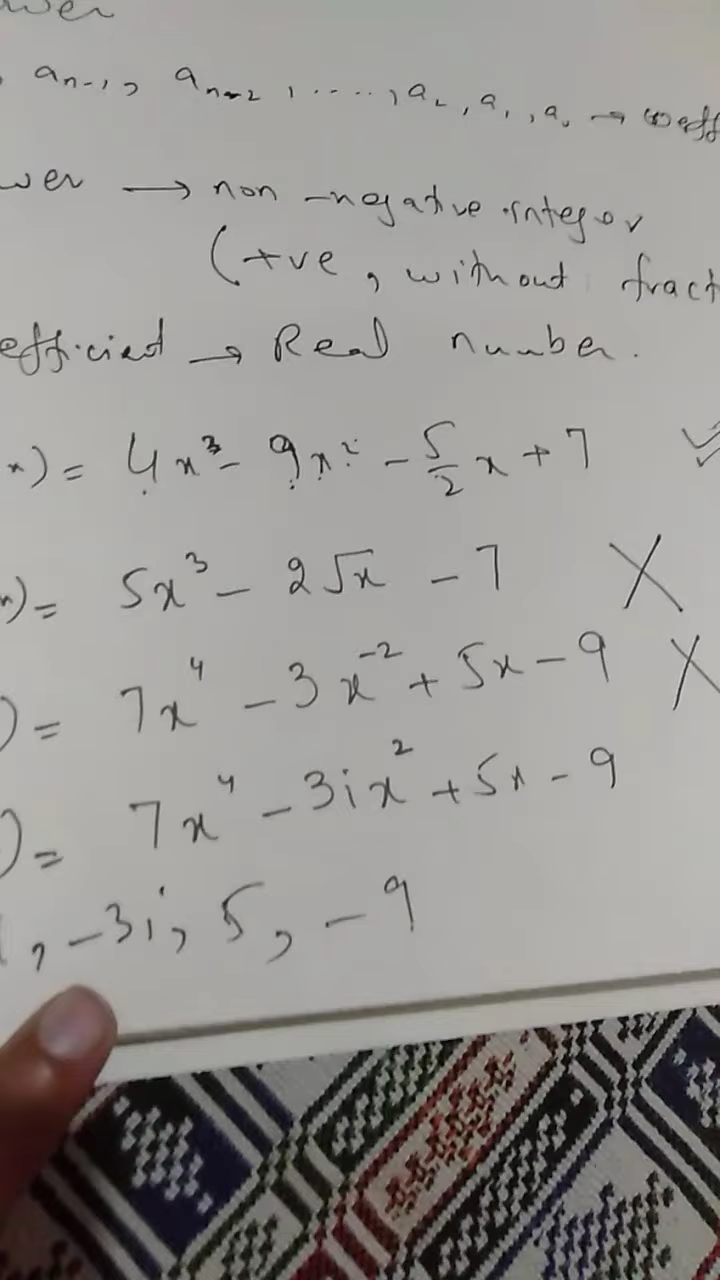 wer
, aₙ₋₁, aₙ₋₂, ....., a₂, a₁, a₀ → coeff
wer → non-negative integer
(+ve, without fract
efficient → Real number.
x) = 4x³ - 9x² - 5/2 x + 7 ✓
x) = 5x³ - 2√x - 7 X
) = 7x⁴ - 3x⁻² + 5x - 9 X
) = 7x⁴ - 3ix² + 5x - 9
, -3i, 5, -9